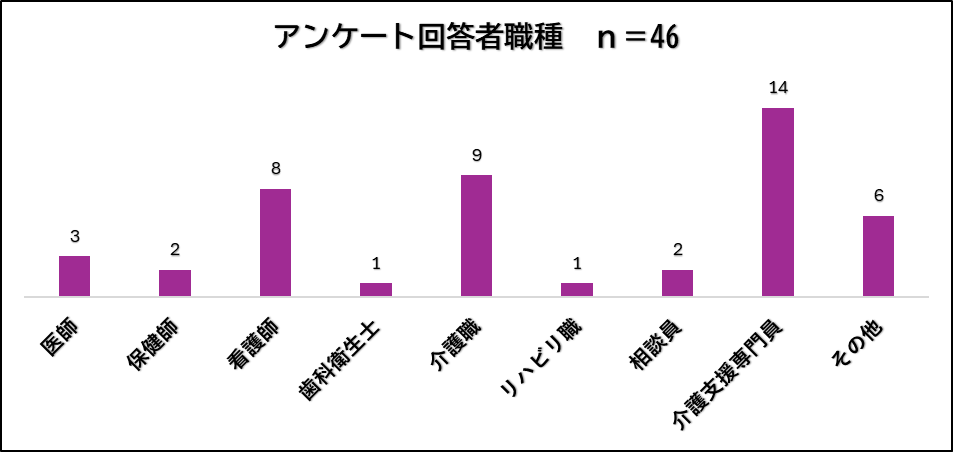 アンケート回答者職種　ｎ＝46
3
2
8
1
9
1
2
14
6
医師
保健師
看護師
歯科衛生士
介護職
リハビリ職
相談員
介護支援専門員
その他